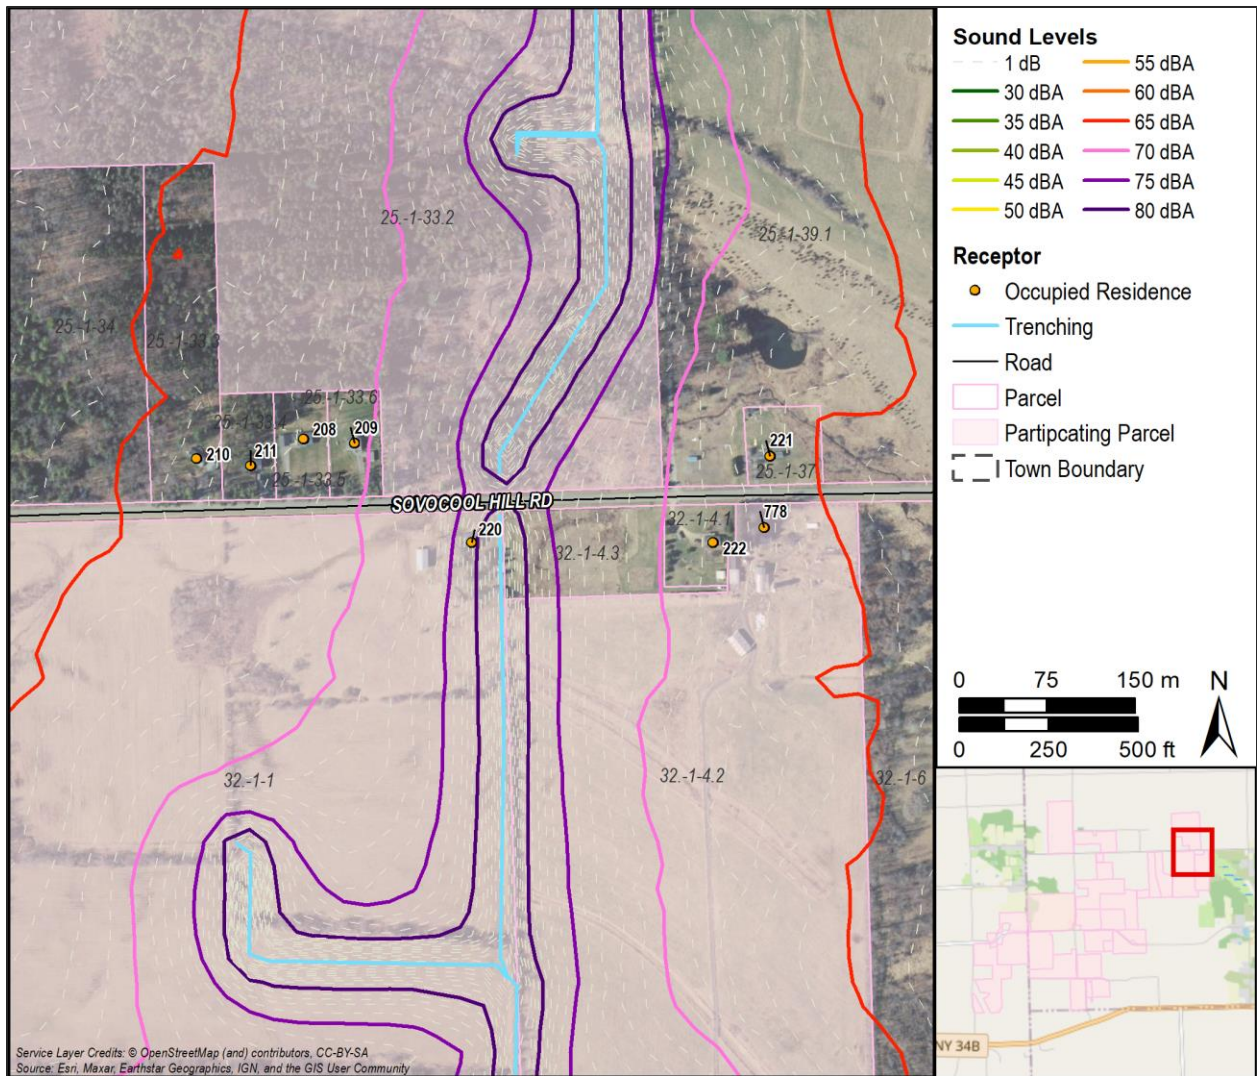 25.-1-33.2
25.-1-39.1
25.-1-34
25.-1-33.3
25.-1-33.6
208
209
210
211
25.-1-33.5
221
25.-1-37
SOVOCOOL HILL RD
220
32.-1-4.3
32.-1-4.1
778
222
32.-1-1
32.-1-4.2
32.-1-6
Service Layer Credits: © OpenStreetMap (and) contributors, CC-BY-SA
Source: Esri, Maxar, Earthstar Geographics, IGN, and the GIS User Community
Sound Levels
1 dB
55 dBA
30 dBA
60 dBA
35 dBA
65 dBA
40 dBA
70 dBA
45 dBA
75 dBA
50 dBA
80 dBA
Receptor
Occupied Residence
Trenching
Road
Parcel
Partipcating Parcel
Town Boundary
0 75 150 m
N
0 250 500 ft
NY 34B